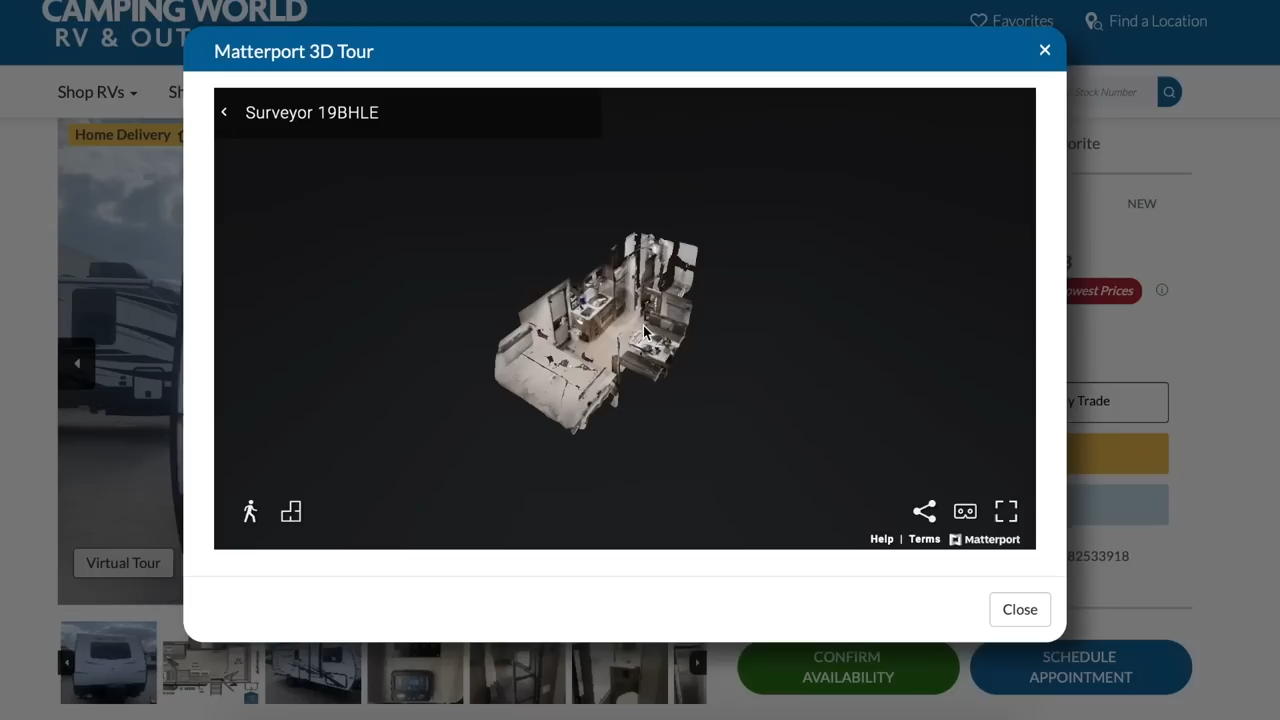 CAMPING WORLD
RV & OUT
Favorites
Find a Location
Matterport 3D Tour
Shop RVs
Sh
Stock Number
Surveyor 19BHLE
Home Delivery
orite
NEW
owest Prices
y Trade
Help | Terms Matterport
82533918
Virtual Tour
Close
CONFIRM
AVAILABILITY
SCHEDULE
APPOINTMENT